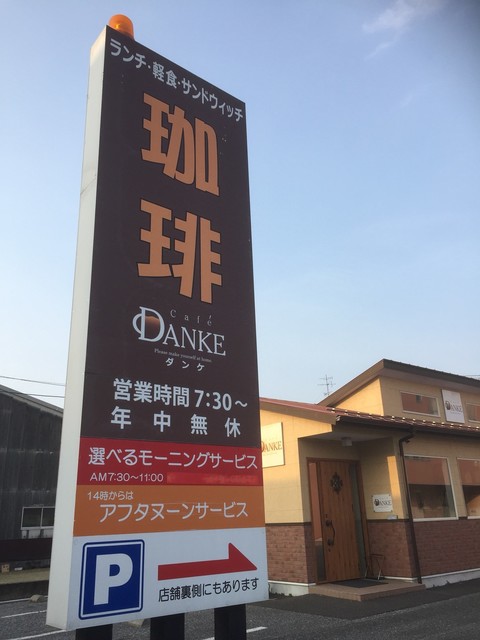 ランチ・軽食・サンドウィッチ
珈琲
Café
DANKE
Please make yourself at home
ダンケ
営業時間 7:30〜
年中無休
選べるモーニングサービス
AM7:30〜11:00
14時からは
アフタヌーンサービス
P
店舗裏側にもあります
DANKE
DANKE
DANKE